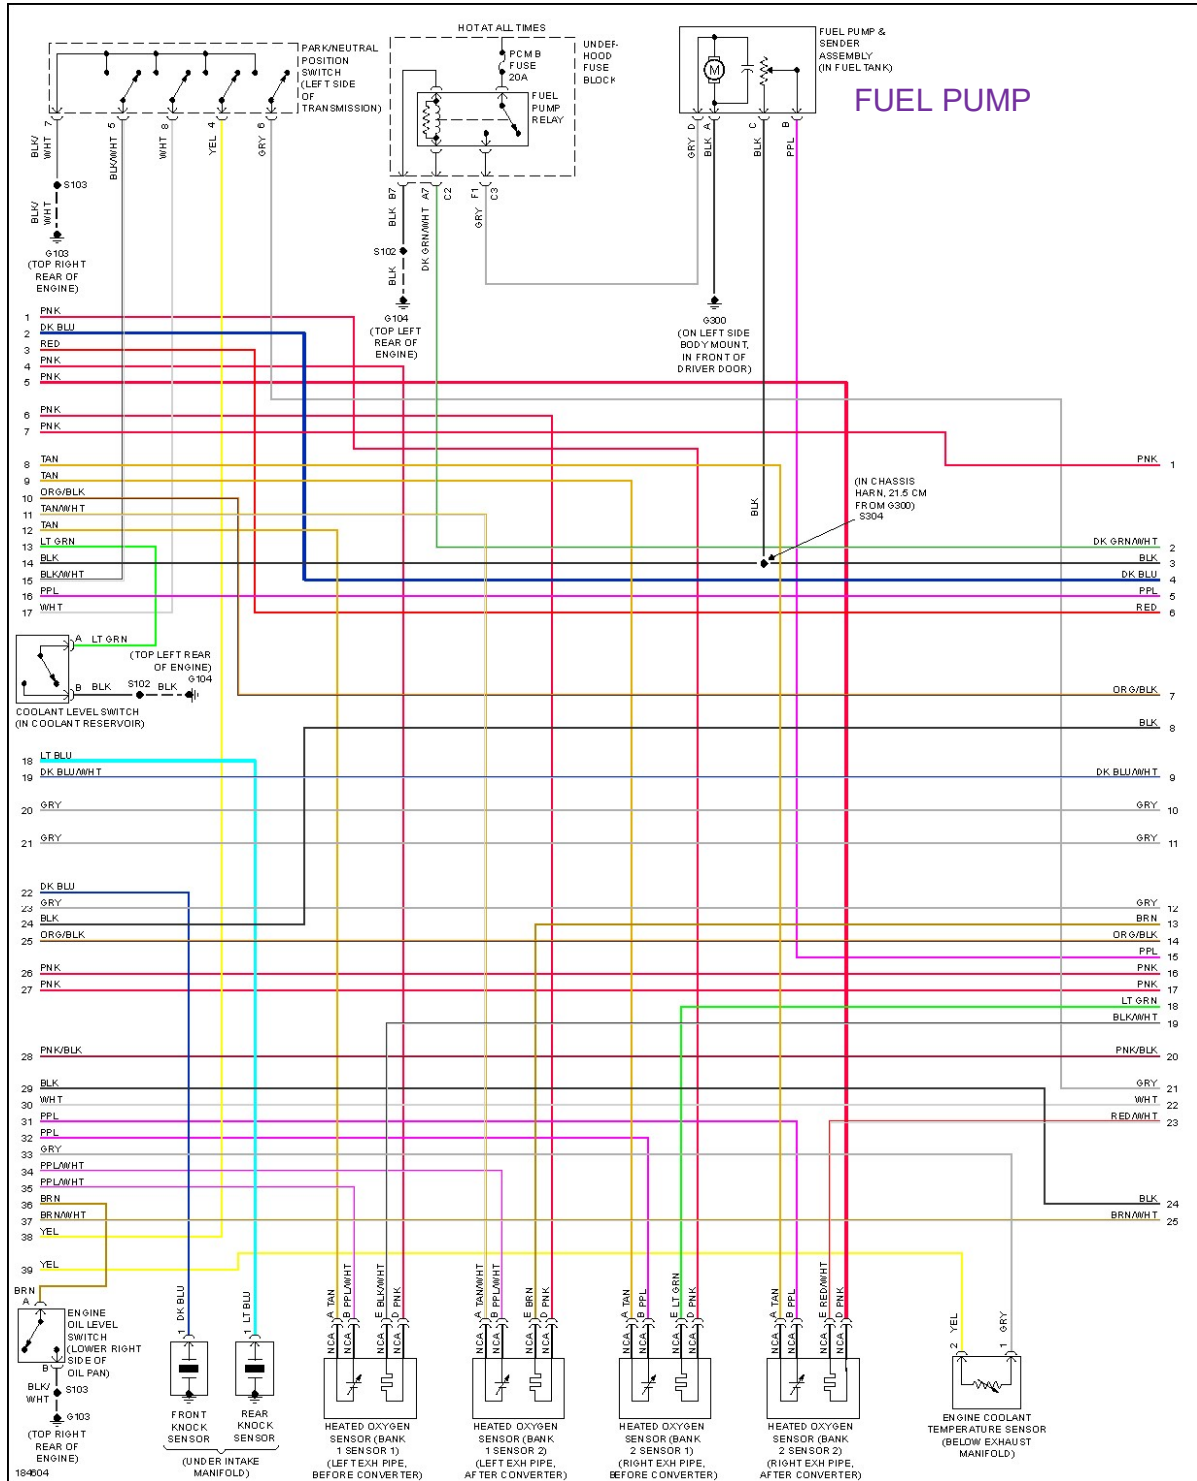 HOT AT ALL TIMES
PARK/NEUTRAL
POSITION
SWITCH
(LEFT SIDE
OF
TRANSMISSION)
PCM B
FUSE
20A
UNDER-
HOOD
FUSE
BLOCK
FUEL
PUMP
RELAY
FUEL PUMP &
SENDER
ASSEMBLY
(IN FUEL TANK)
M
FUEL PUMP
7
5
8
4
6
BLK/
WHT
BLK/WHT
WHT
YEL
GRY
D
A
C
B
GRY
BLK
BLK
PPL
B7
A7
C2
F1
C3
BLK
DK GRN/WHT
GRY
S103
BLK/
WHT
G103
(TOP RIGHT
REAR OF
ENGINE)
S102
BLK
G104
(TOP LEFT
REAR OF
ENGINE)
G300
(ON LEFT SIDE
BODY MOUNT,
IN FRONT OF
DRIVER DOOR)
1 PNK
2 DK BLU
3 RED
4 PNK
5 PNK
6 PNK
7 PNK
8 TAN
9 TAN
10 ORG/BLK
11 TAN/WHT
12 TAN
13 LT GRN
14 BLK
15 BLK/WHT
16 PPL
17 WHT
PNK 1
BLK
(IN CHASSIS
HARN, 21.5 CM
FROM G300)
S304
DK GRN/WHT 2
BLK 3
DK BLU 4
PPL 5
RED 6
A LT GRN
(TOP LEFT REAR
OF ENGINE)
G104
B BLK S102 BLK
COOLANT LEVEL SWITCH
(IN COOLANT RESERVOIR)
ORG/BLK 7
BLK 8
18 LT BLU
19 DK BLU/WHT
DK BLU/WHT 9
20 GRY
GRY 10
21 GRY
GRY 11
22 DK BLU
23 GRY
24 BLK
25 ORG/BLK
26 PNK
27 PNK
GRY 12
BRN 13
ORG/BLK 14
PPL 15
PNK 16
PNK 17
LT GRN 18
BLK/WHT 19
28 PNK/BLK
PNK/BLK 20
29 BLK
30 WHT
31 PPL
32 PPL
33 GRY
34 PPL/WHT
35 PPL/WHT
36 BRN
37 BRN/WHT
38 YEL
39 YEL
GRY 21
WHT 22
RED/WHT 23
BLK 24
BRN/WHT 25
BRN
A
ENGINE
OIL LEVEL
SWITCH
(LOWER RIGHT
SIDE OF
OIL PAN)
B
BLK/
WHT
S103
G103
(TOP RIGHT
REAR OF
ENGINE)
184604
1 DK BLU
1 LT BLU
FRONT
KNOCK
SENSOR
REAR
KNOCK
SENSOR
(UNDER INTAKE
MANIFOLD)
A TAN
B PPL/WHT
E BLK/WHT
D PNK
NCA
NCA
NCA
NCA
HEATED OXYGEN
SENSOR (BANK
1 SENSOR 1)
(LEFT EXH PIPE,
BEFORE CONVERTER)
A TAN/WHT
B PPL/WHT
E BRN
D PNK
NCA
NCA
NCA
NCA
HEATED OXYGEN
SENSOR (BANK
1 SENSOR 2)
(LEFT EXH PIPE,
AFTER CONVERTER)
A TAN
B PPL
E LT GRN
D PNK
NCA
NCA
NCA
NCA
HEATED OXYGEN
SENSOR (BANK
2 SENSOR 1)
(RIGHT EXH PIPE,
BEFORE CONVERTER)
A TAN
B PPL
E RED/WHT
D PNK
NCA
NCA
NCA
NCA
HEATED OXYGEN
SENSOR (BANK
2 SENSOR 2)
(RIGHT EXH PIPE,
AFTER CONVERTER)
2 YEL
1 GRY
ENGINE COOLANT
TEMPERATURE SENSOR
(BELOW EXHAUST
MANIFOLD)